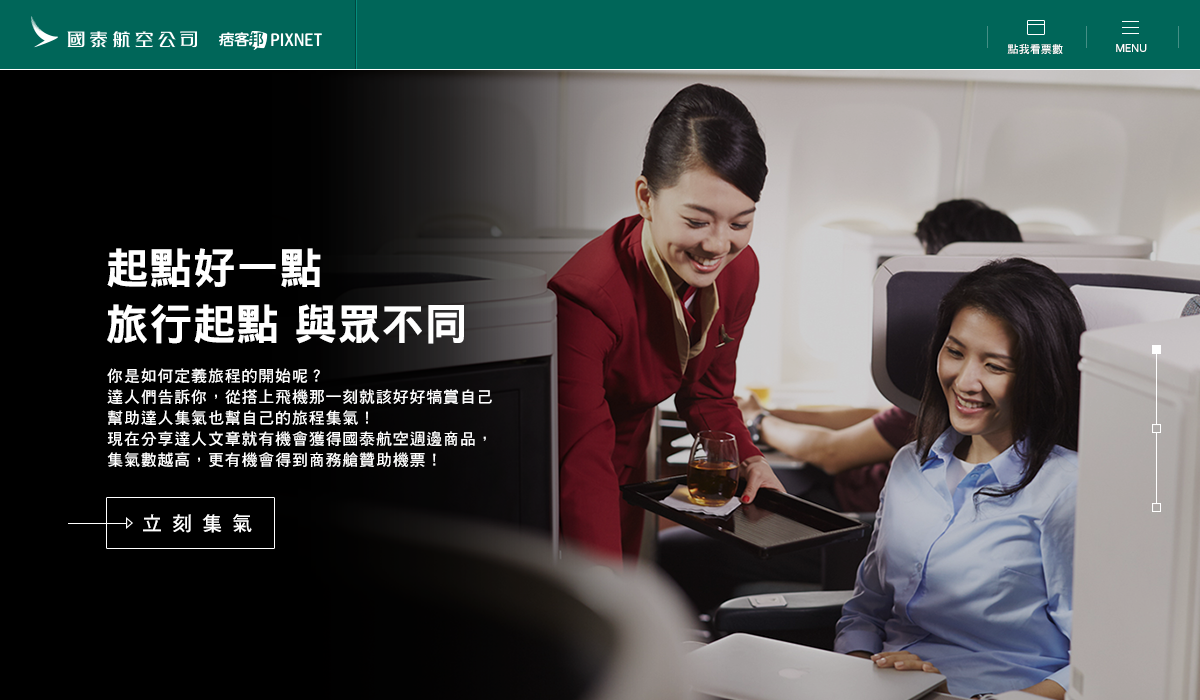 國泰航空公司 痞客邦 PIXNET
點我看票數
MENU
起點好一點
旅行起點 與眾不同
你是如何定義旅程的開始呢？
達人們告訴你，從搭上飛機那一刻就該好好犒賞自己
幫助達人集氣也幫自己的旅程集氣！
現在分享達人文章就有機會獲得國泰航空週邊商品，
集氣數越高，更有機會得到商務艙贊助機票！
立刻集氣